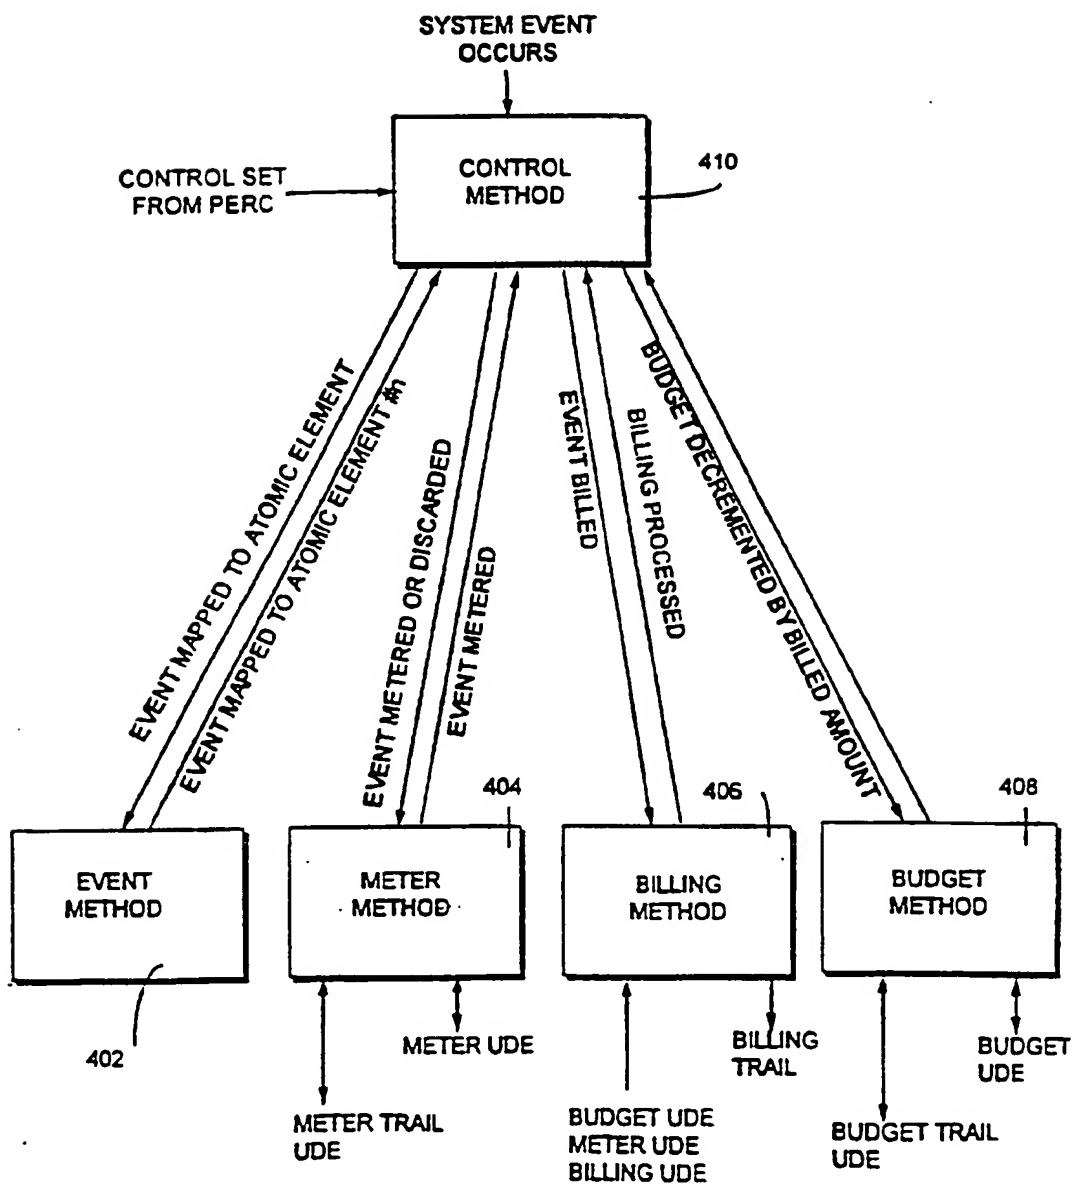 SYSTEM EVENT
OCCURS
CONTROL
METHOD
410
CONTROL SET
FROM PERC
EVENT MAPPED TO ATOMIC ELEMENT
EVENT MAPPED TO ATOMIC ELEMENT #n
EVENT METERED OR DISCARDED
EVENT METERED
EVENT BILLED
BILLING PROCESSED
BUDGET DECREMENTED BY BILLED AMOUNT
404
406
408
EVENT
METHOD
METER
METHOD
BILLING
METHOD
BUDGET
METHOD
402
METER UDE
METER TRAIL
UDE
BILLING
TRAIL
BUDGET UDE
METER UDE
BILLING UDE
BUDGET
UDE
BUDGET TRAIL
UDE